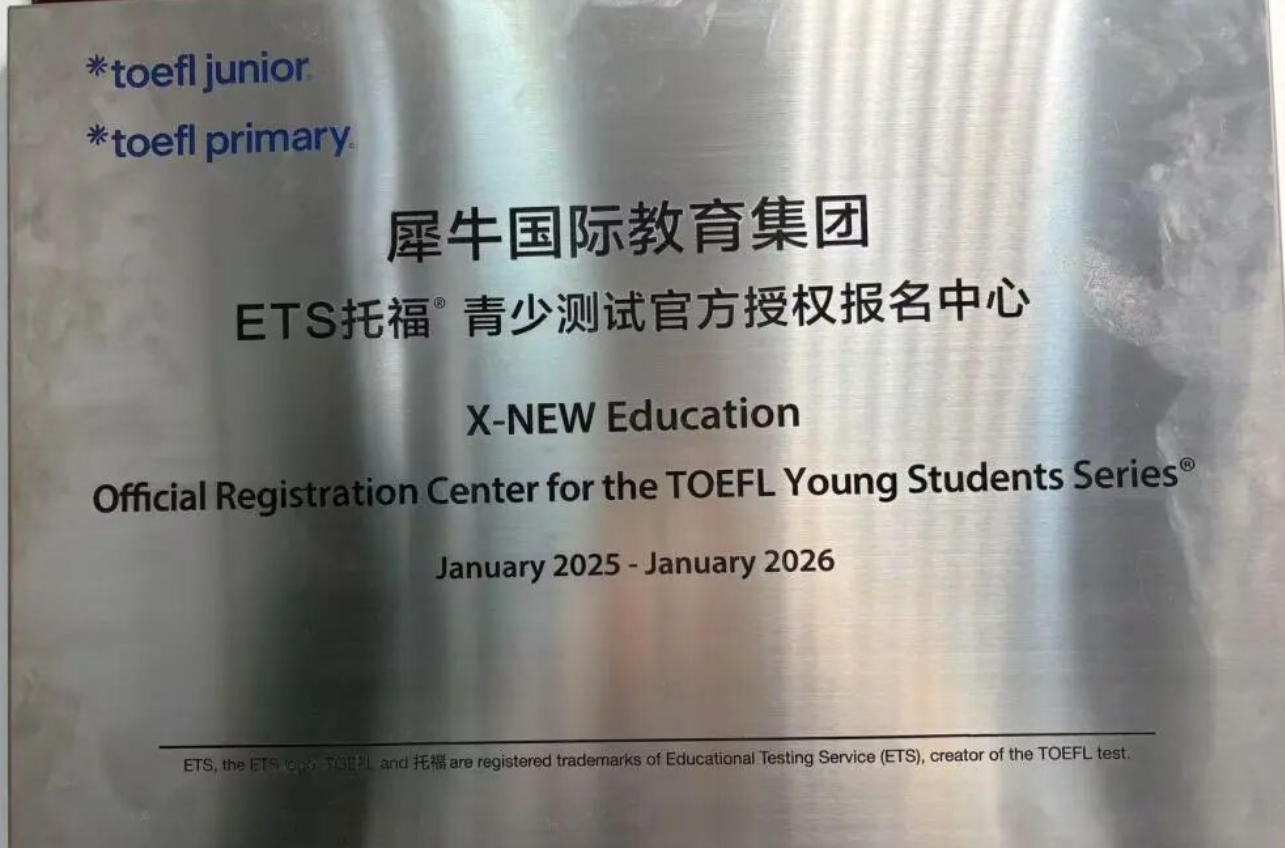 *toefl junior
*toefl primary®
犀牛国际教育集团
ETS托福® 青少测试官方授权报名中心
X-NEW Education
Official Registration Center for the TOEFL Young Students Series®
January 2025 - January 2026
ETS, the ETS logo, TOEFL and 托福 are registered trademarks of Educational Testing Service (ETS), creator of the TOEFL test.